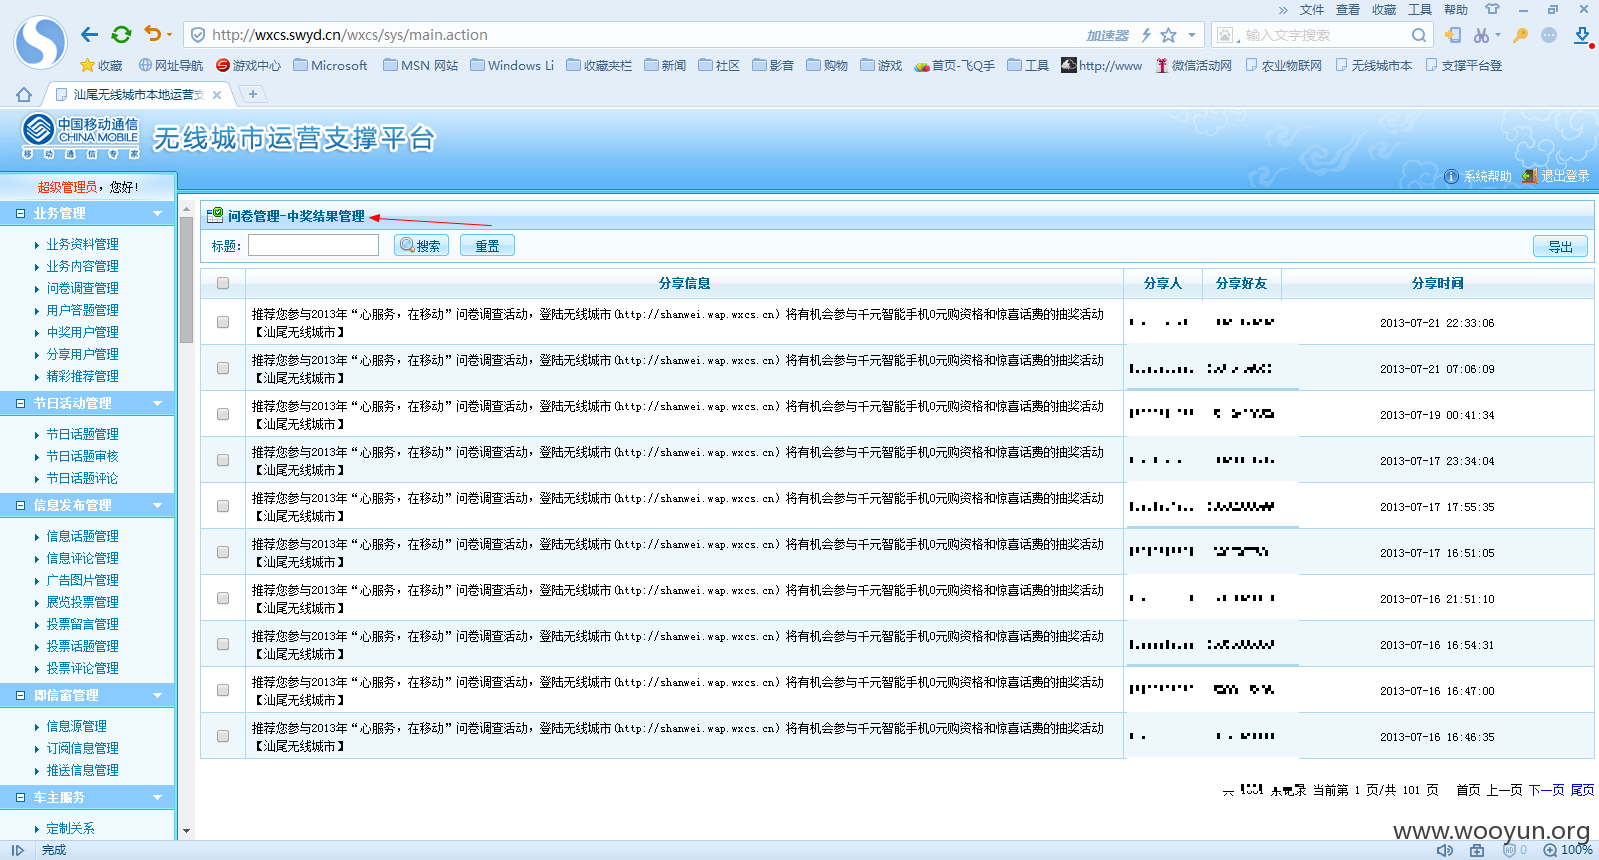 » 文件 查看 收藏 工具 帮助
http://wxcs.swyd.cn/wxcs/sys/main.action 加速器 输入文字搜索
收藏 网址导航 游戏中心 Microsoft MSN 网站 Windows Li 收藏夹栏 新闻 社区 影音 购物 游戏 首页-飞Q手 工具 http://www 微信活动网 农业物联网 无线城市本 支撑平台登
汕尾无线城市本地运营支
中国移动通信 CHINA MOBILE 移动通信专家 无线城市运营支撑平台
系统帮助 退出登录
超级管理员，您好!
业务管理
业务资料管理
业务内容管理
问卷调查管理
用户答题管理
中奖用户管理
分享用户管理
精彩推荐管理
节日活动管理
节日话题管理
节日话题审核
节日话题评论
信息发布管理
信息话题管理
信息评论管理
广告图片管理
展览投票管理
投票留言管理
投票话题管理
投票评论管理
即信窗管理
信息源管理
订阅信息管理
推送信息管理
车主服务
定制关系
问卷管理-中奖结果管理
标题: 搜索 重置 导出
分享信息 分享人 分享好友 分享时间
推荐您参与2013年“心服务，在移动”问卷调查活动，登陆无线城市(http://shanwei.wap.wxcs.cn) 将有机会参与千元智能手机0元购资格和惊喜话费的抽奖活动
【汕尾无线城市】 2013-07-21 22:33:06
推荐您参与2013年“心服务，在移动”问卷调查活动，登陆无线城市(http://shanwei.wap.wxcs.cn) 将有机会参与千元智能手机0元购资格和惊喜话费的抽奖活动
【汕尾无线城市】 2013-07-21 07:06:09
推荐您参与2013年“心服务，在移动”问卷调查活动，登陆无线城市(http://shanwei.wap.wxcs.cn) 将有机会参与千元智能手机0元购资格和惊喜话费的抽奖活动
【汕尾无线城市】 2013-07-19 00:41:34
推荐您参与2013年“心服务，在移动”问卷调查活动，登陆无线城市(http://shanwei.wap.wxcs.cn) 将有机会参与千元智能手机0元购资格和惊喜话费的抽奖活动
【汕尾无线城市】 2013-07-17 23:34:04
推荐您参与2013年“心服务，在移动”问卷调查活动，登陆无线城市(http://shanwei.wap.wxcs.cn) 将有机会参与千元智能手机0元购资格和惊喜话费的抽奖活动
【汕尾无线城市】 2013-07-17 17:55:35
推荐您参与2013年“心服务，在移动”问卷调查活动，登陆无线城市(http://shanwei.wap.wxcs.cn) 将有机会参与千元智能手机0元购资格和惊喜话费的抽奖活动
【汕尾无线城市】 2013-07-17 16:51:05
推荐您参与2013年“心服务，在移动”问卷调查活动，登陆无线城市(http://shanwei.wap.wxcs.cn) 将有机会参与千元智能手机0元购资格和惊喜话费的抽奖活动
【汕尾无线城市】 2013-07-16 21:51:10
推荐您参与2013年“心服务，在移动”问卷调查活动，登陆无线城市(http://shanwei.wap.wxcs.cn) 将有机会参与千元智能手机0元购资格和惊喜话费的抽奖活动
【汕尾无线城市】 2013-07-16 16:54:31
推荐您参与2013年“心服务，在移动”问卷调查活动，登陆无线城市(http://shanwei.wap.wxcs.cn) 将有机会参与千元智能手机0元购资格和惊喜话费的抽奖活动
【汕尾无线城市】 2013-07-16 16:47:00
推荐您参与2013年“心服务，在移动”问卷调查活动，登陆无线城市(http://shanwei.wap.wxcs.cn) 将有机会参与千元智能手机0元购资格和惊喜话费的抽奖活动
【汕尾无线城市】 2013-07-16 16:46:35
当前第 1 页/共 101 页 首页 上一页 下一页 尾页
www.wooyun.org
完成 0 100%